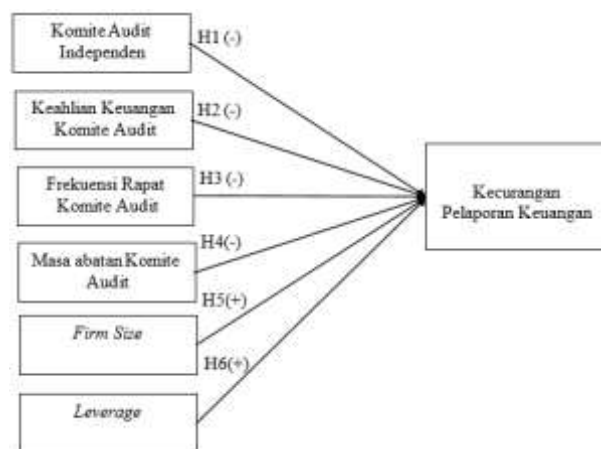 Komite Audit
Independen
H1 (-)
Keahlian Keuangan
Komite Audit
H2 (-)
Frekuensi Rapat
Komite Audit
H3 (-)
Masa abatan Komite
Audit
H4(-)
Firm Size
H5(+)
Leverage
H6(+)
Kecurangan
Pelaporan Keuangan